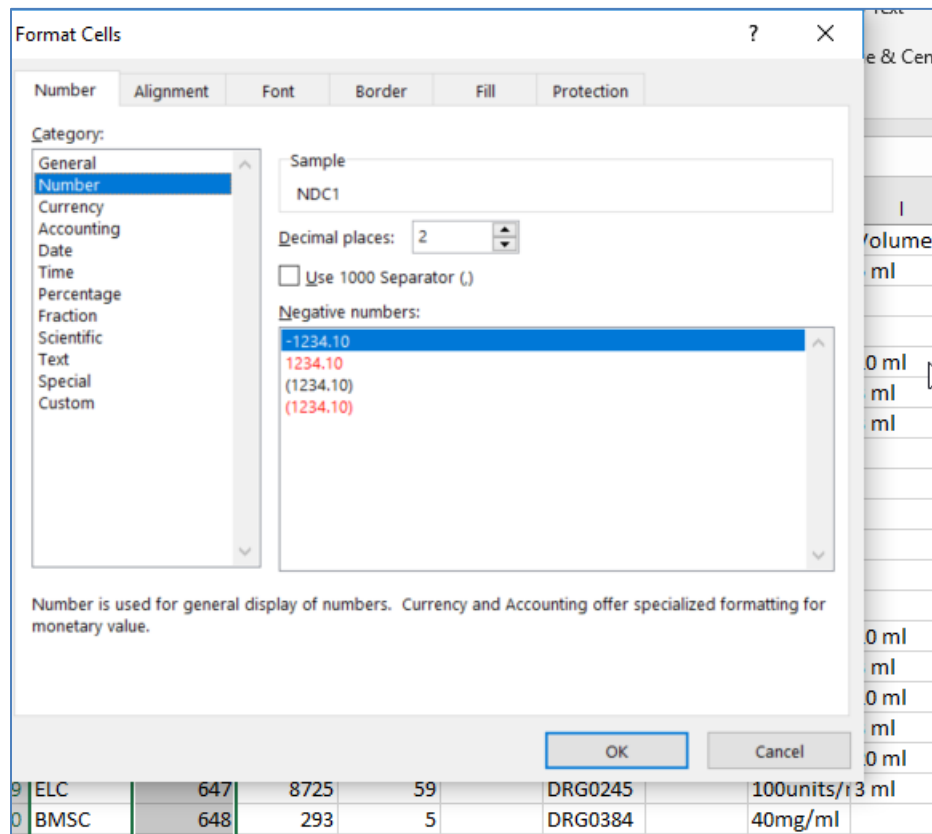 Format Cells ? X
e & Cen
Number Alignment Font Border Fill Protection
Category:
General
Number
Currency
Accounting
Date
Time
Percentage
Fraction
Scientific
Text
Special
Custom
Sample
NDC1
Decimal places: 2
Use 1000 Separator (,)
Negative numbers:
-1234.10
1234.10
(1234.10)
(1234.10)
Number is used for general display of numbers. Currency and Accounting offer specialized formatting for
monetary value.
OK Cancel
I
olume
ml
0 ml
ml
ml
0 ml
ml
0 ml
ml
0 ml
9 ELC 647 8725 59 DRG0245 100units/ 3 ml
0 BMSC 648 293 5 DRG0384 40mg/ml